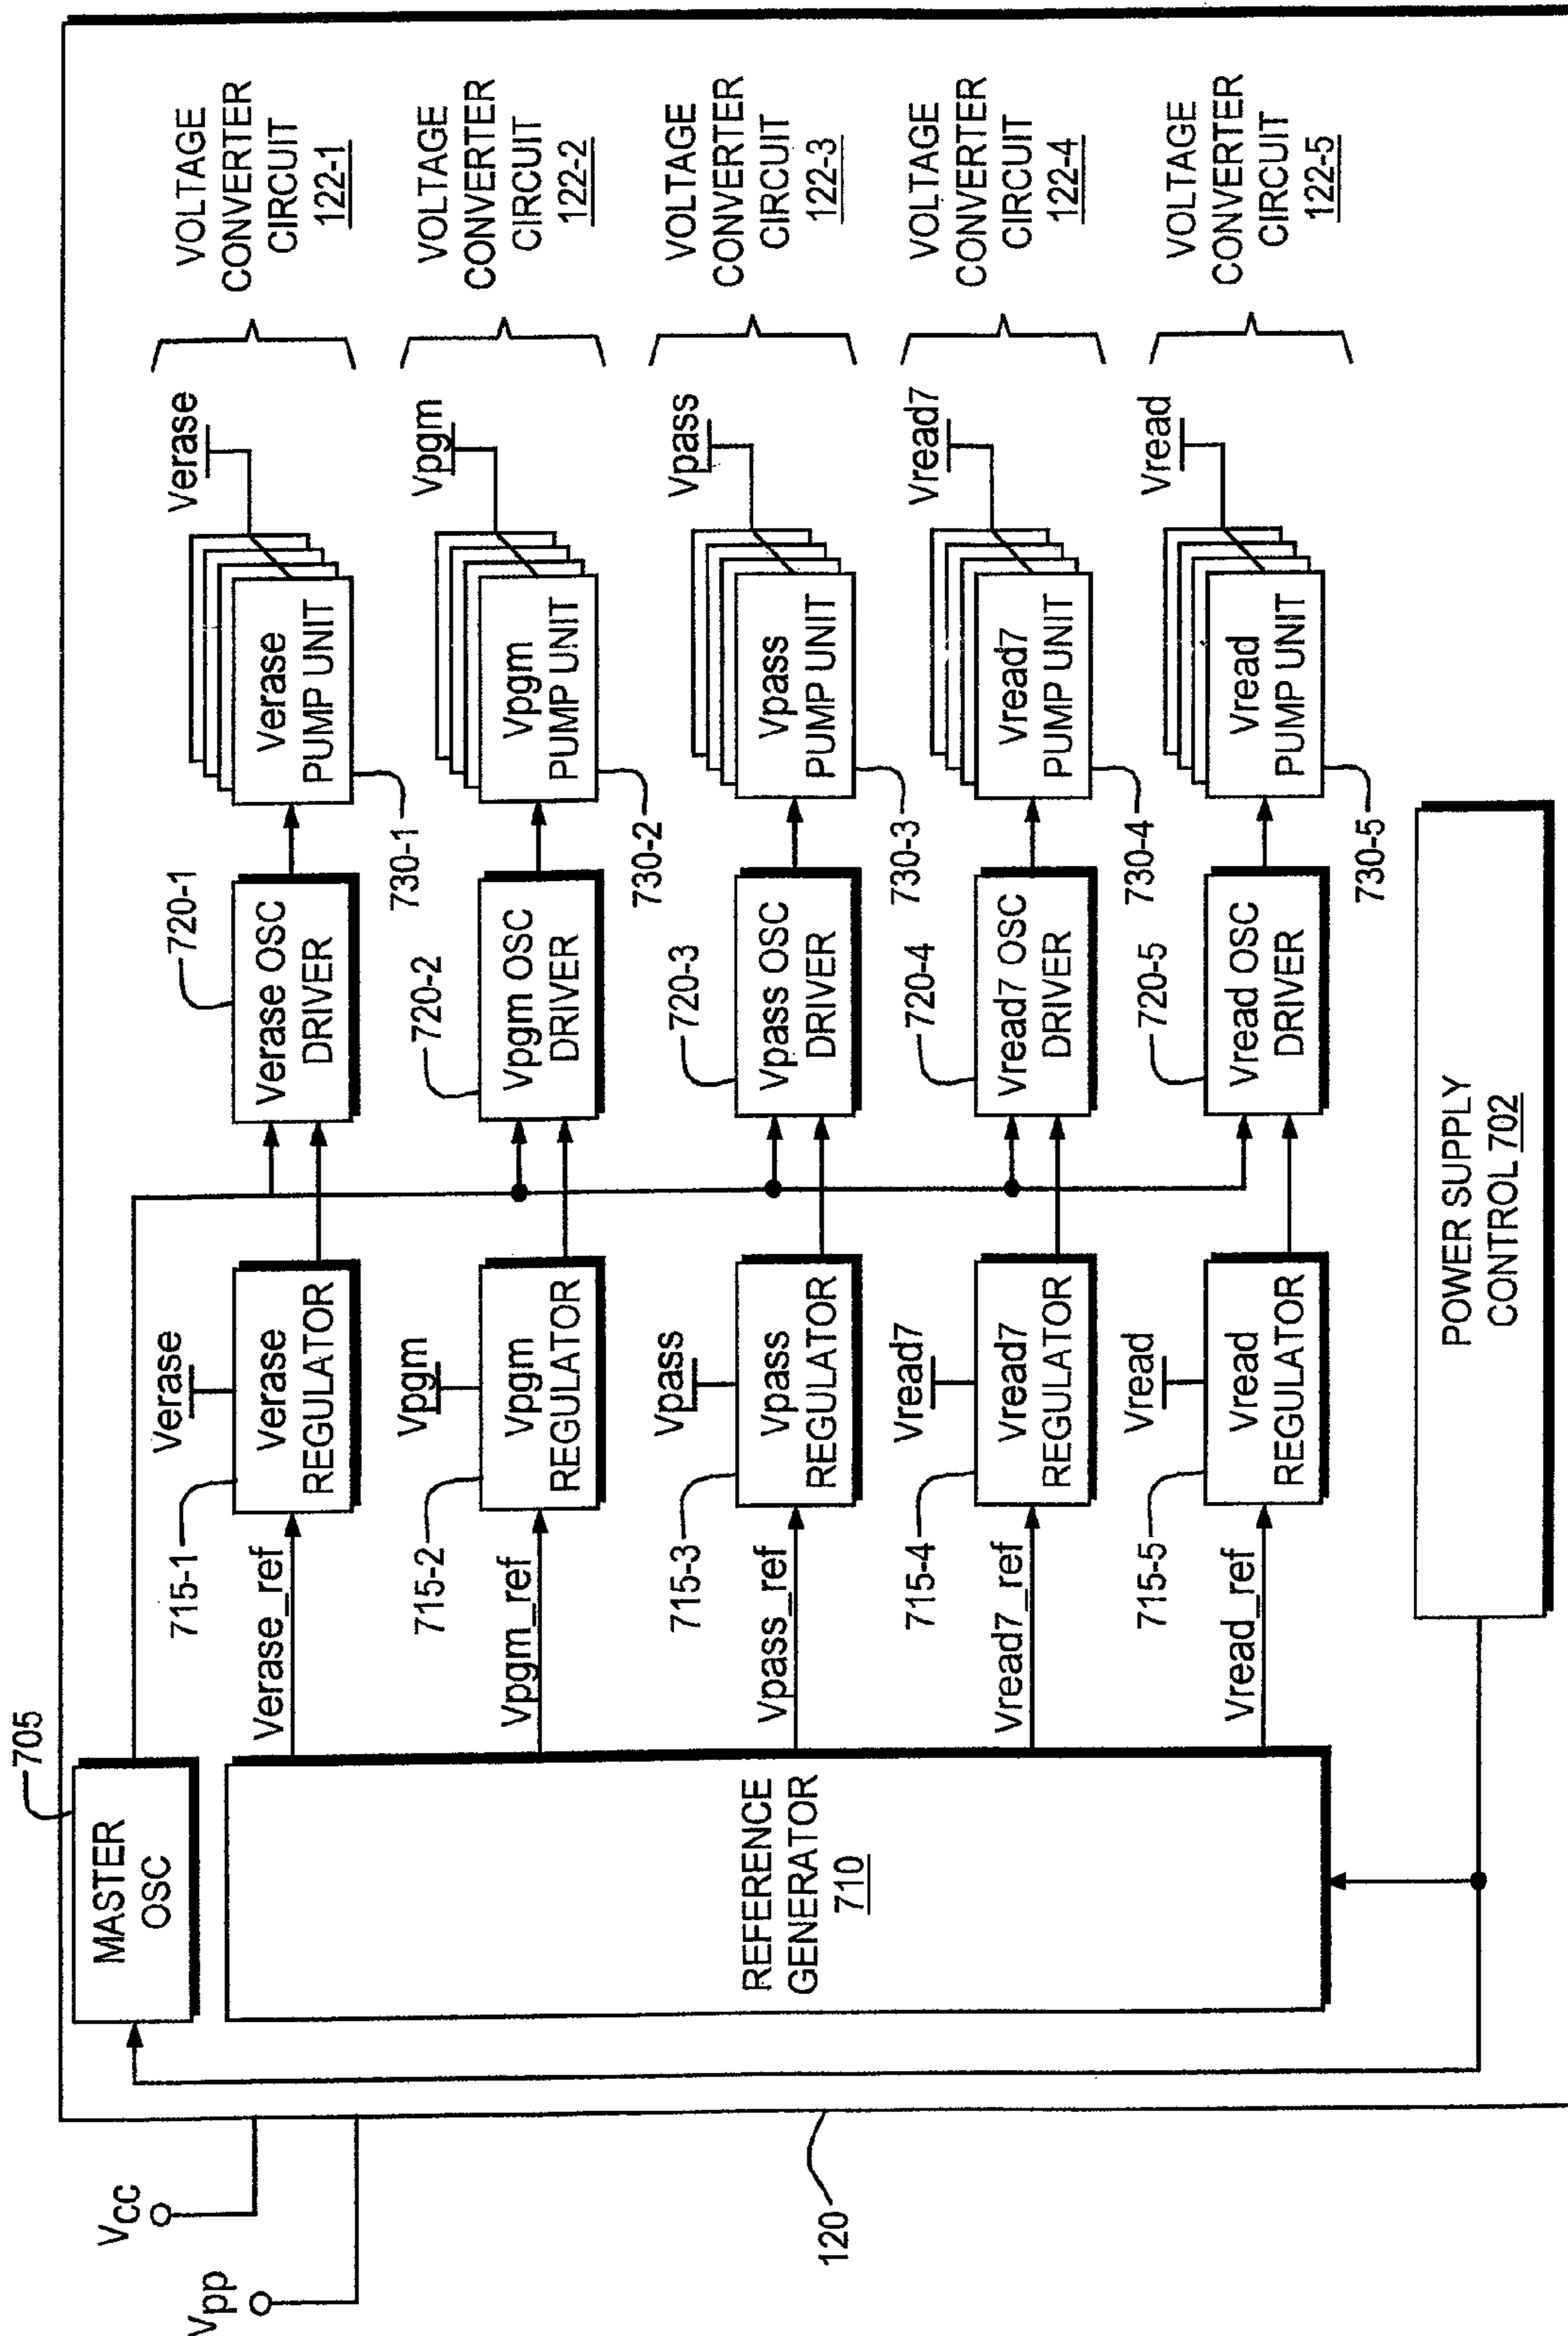 705
MASTER
OSC
Vcc
Vpp
120
REFERENCE
GENERATOR
710
Verase_ref
715-1
Verase
Verase
REGULATOR
720-1
Verase OSC
DRIVER
730-1
Verase
PUMP UNIT
Verase
VOLTAGE
CONVERTER
CIRCUIT
122-1
Vpgm_ref
715-2
Vpgm
Vpgm
REGULATOR
720-2
Vpgm OSC
DRIVER
730-2
Vpgm
PUMP UNIT
Vpgm
VOLTAGE
CONVERTER
CIRCUIT
122-2
Vpass_ref
715-3
Vpass
Vpass
REGULATOR
720-3
Vpass OSC
DRIVER
730-3
Vpass
PUMP UNIT
Vpass
VOLTAGE
CONVERTER
CIRCUIT
122-3
Vread7_ref
715-4
Vread7
Vread7
REGULATOR
720-4
Vread7 OSC
DRIVER
730-4
Vread7
PUMP UNIT
Vread7
VOLTAGE
CONVERTER
CIRCUIT
122-4
Vread_ref
715-5
Vread
Vread
REGULATOR
720-5
Vread OSC
DRIVER
730-5
Vread
PUMP UNIT
Vread
VOLTAGE
CONVERTER
CIRCUIT
122-5
POWER SUPPLY
CONTROL 702